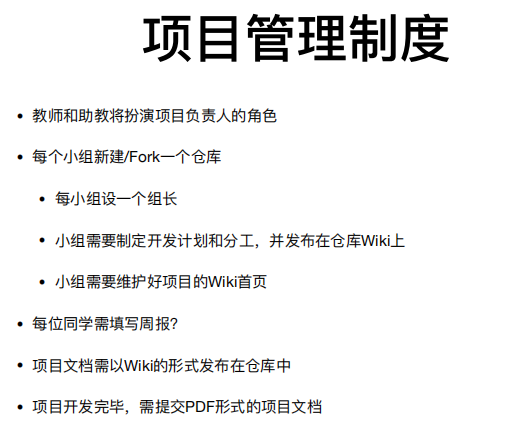 项目管理制度
• 教师和助教将扮演项目负责人的角色
• 每个小组新建/Fork一个仓库
• 每小组设一个组长
• 小组需要制定开发计划和分工，并发布在仓库Wiki上
• 小组需要维护好项目的Wiki首页
• 每位同学需填写周报？
• 项目文档需以Wiki的形式发布在仓库中
• 项目开发完毕，需提交PDF形式的项目文档